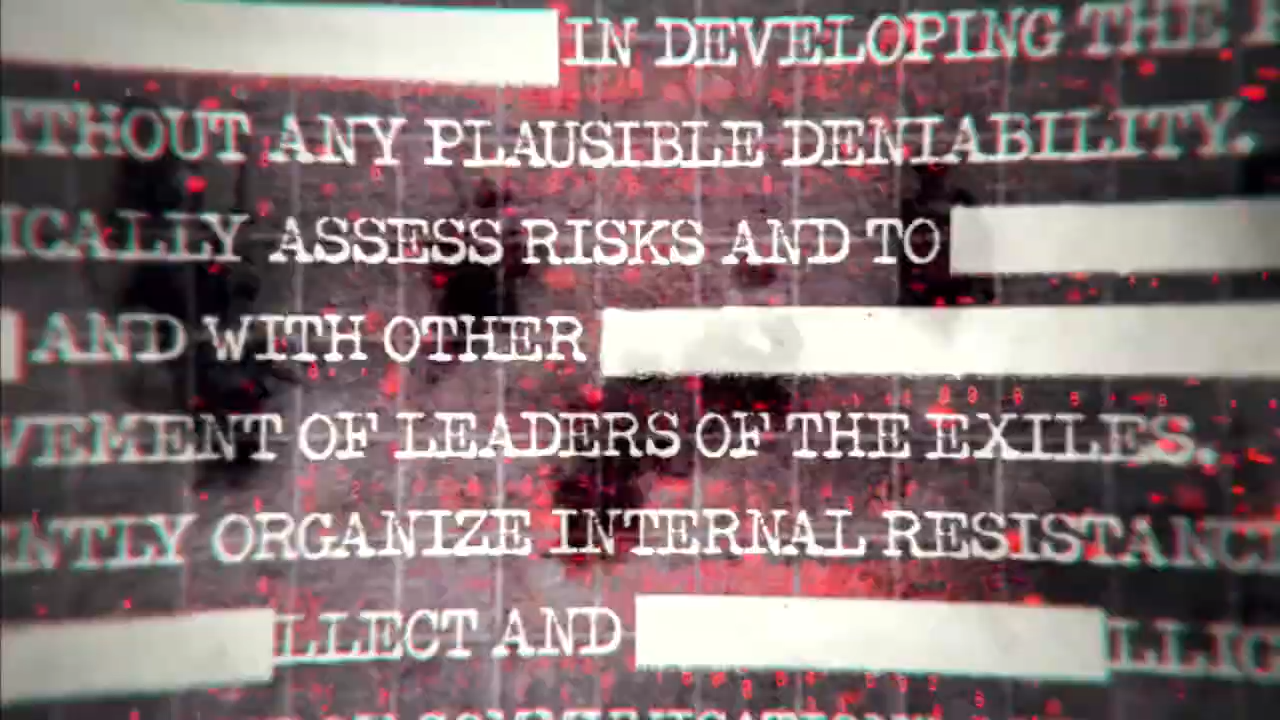 IN DEVELOPING THE
ITHOUT ANY PLAUSIBLE DENIABILITY.
ICALLY ASSESS RISKS AND TO
AND WITH OTHER
VEMENT OF LEADERS OF THE EXILES.
NTLY ORGANIZE INTERNAL RESISTANC
LLECT AND LLIG